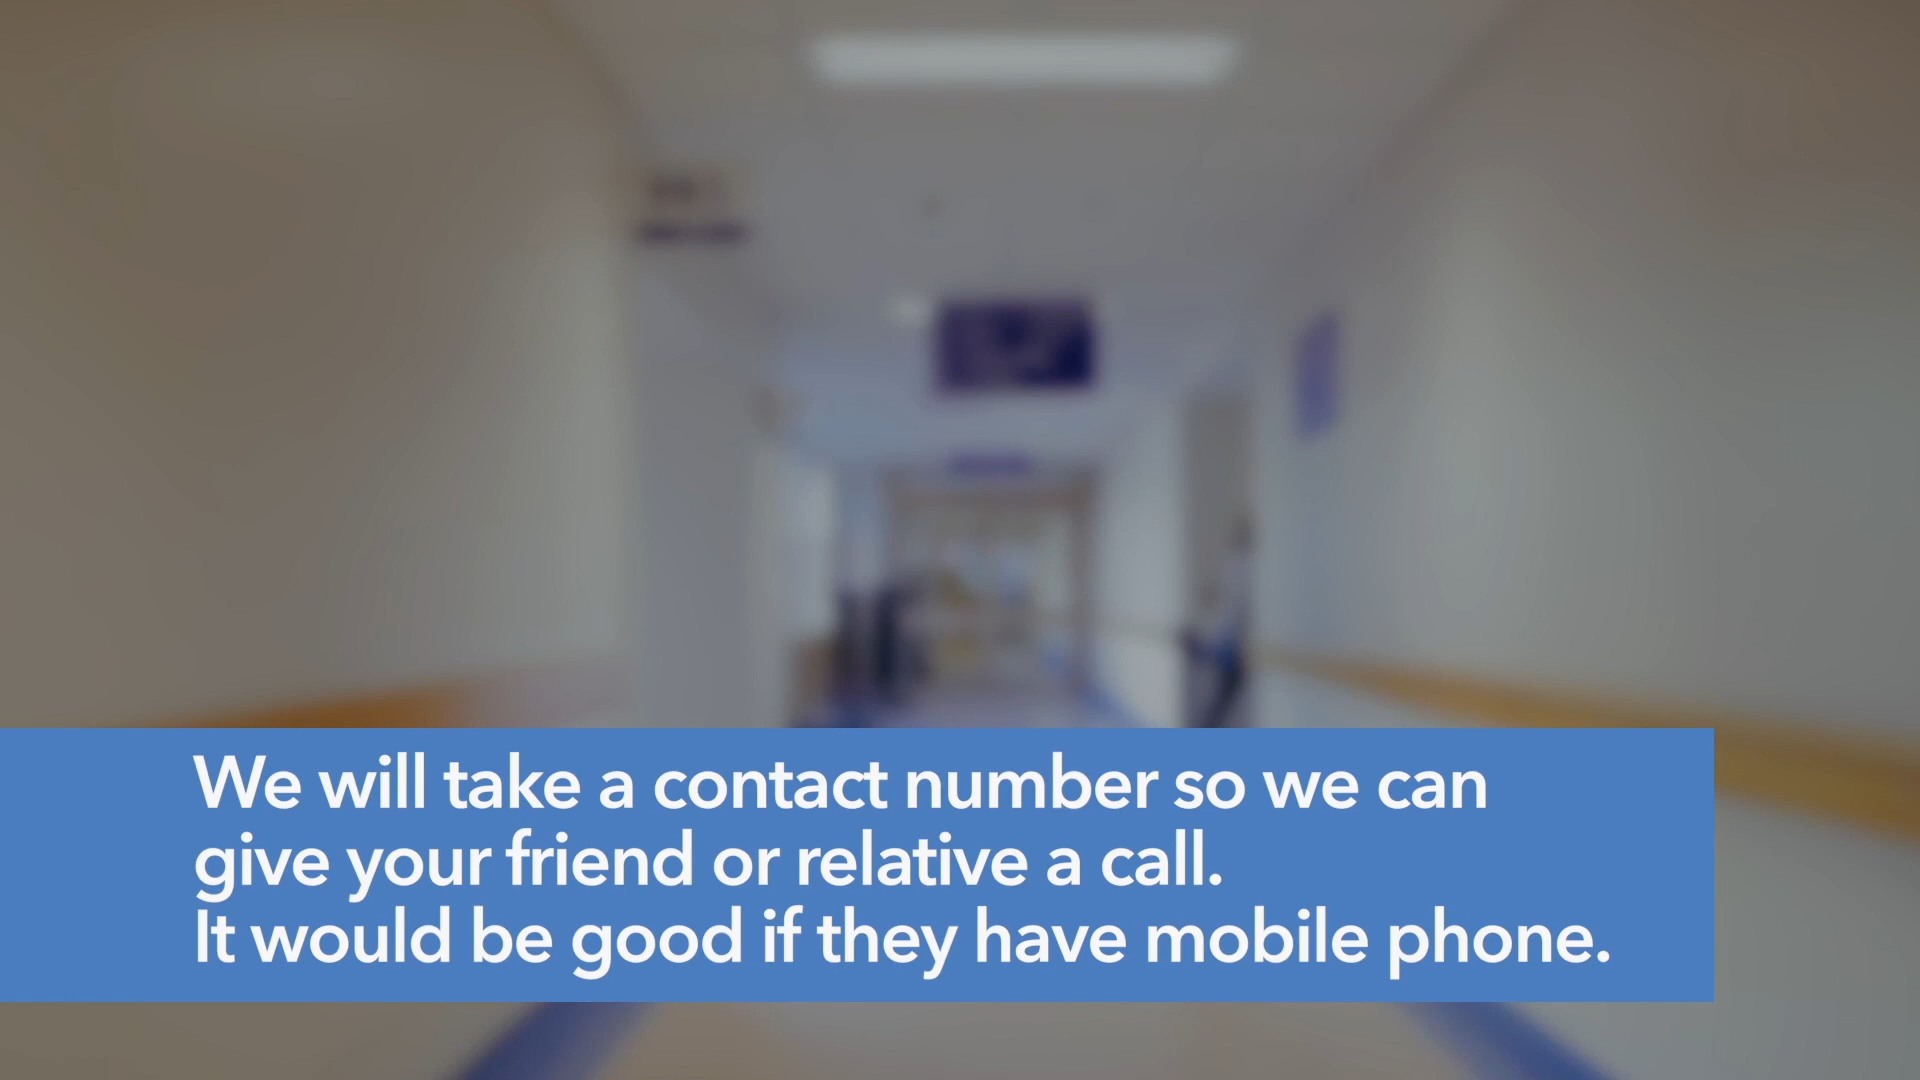 We will take a contact number so we can
give your friend or relative a call.
It would be good if they have mobile phone.